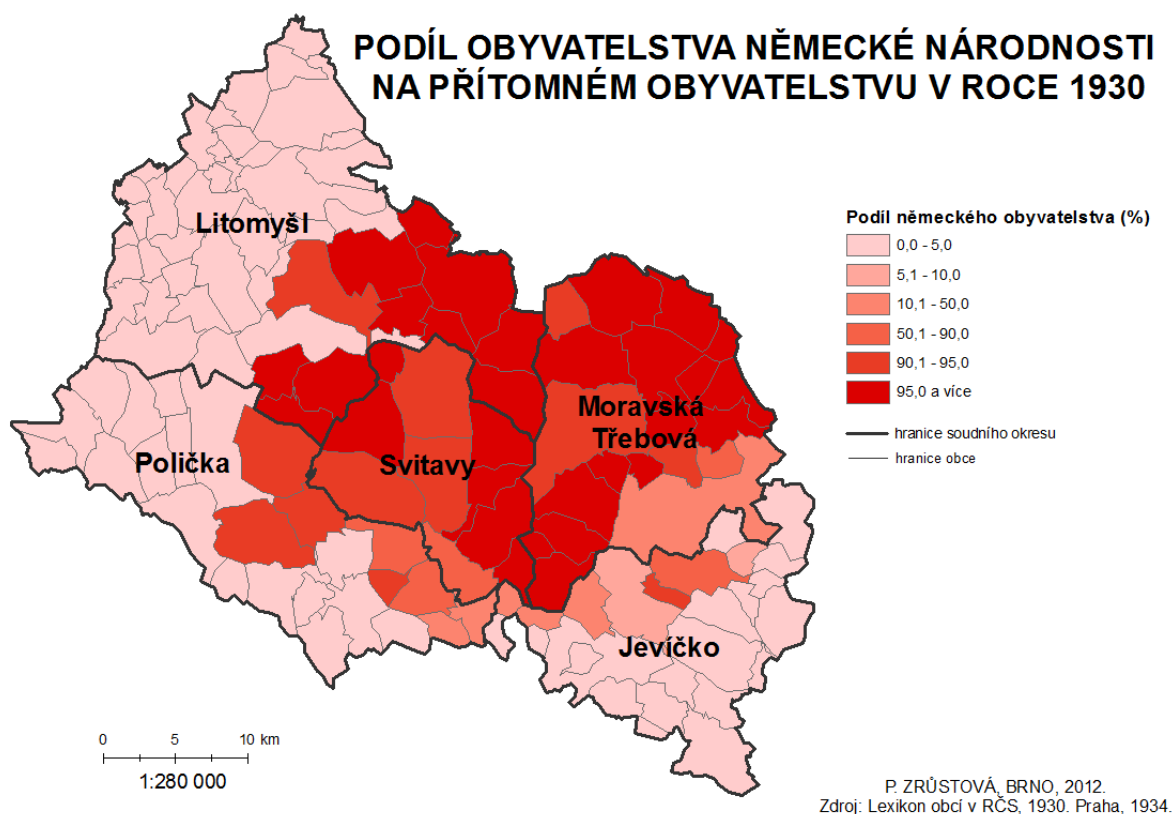 PODÍL OBYVATELSTVA NĚMECKÉ NÁRODNOSTI
NA PŘÍTOMNÉM OBYVATELSTVU V ROCE 1930
Litomyšl
Podíl německého obyvatelstva (%)
0,0 - 5,0
5,1 - 10,0
10,1 - 50,0
50,1 - 90,0
90,1 - 95,0
95,0 a více
hranice soudního okresu
hranice obce
Moravská
Třebová
Polička
Svitavy
Jevíčko
0 5 10 km
1:280 000
P. ZRŮSTOVÁ, BRNO, 2012.
Zdroj: Lexikon obcí v RČS, 1930. Praha, 1934.